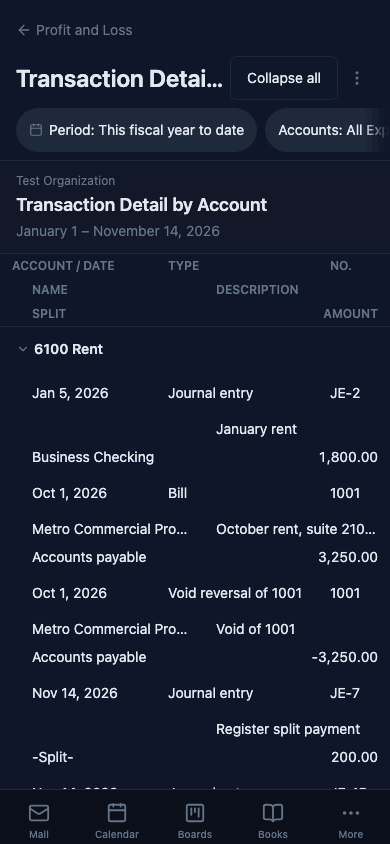 Profit and Loss
Transaction Detai... Collapse all
Period: This fiscal year to date Accounts: All Exp
Test Organization
Transaction Detail by Account
January 1 – November 14, 2026
ACCOUNT / DATE TYPE NO.
NAME DESCRIPTION
SPLIT AMOUNT
6100 Rent
Jan 5, 2026 Journal entry JE-2
January rent
Business Checking 1,800.00
Oct 1, 2026 Bill 1001
Metro Commercial Pro... October rent, suite 210...
Accounts payable 3,250.00
Oct 1, 2026 Void reversal of 1001 1001
Metro Commercial Pro... Void of 1001
Accounts payable -3,250.00
Nov 14, 2026 Journal entry JE-7
Register split payment
-Split- 200.00
Mail Calendar Boards Books More